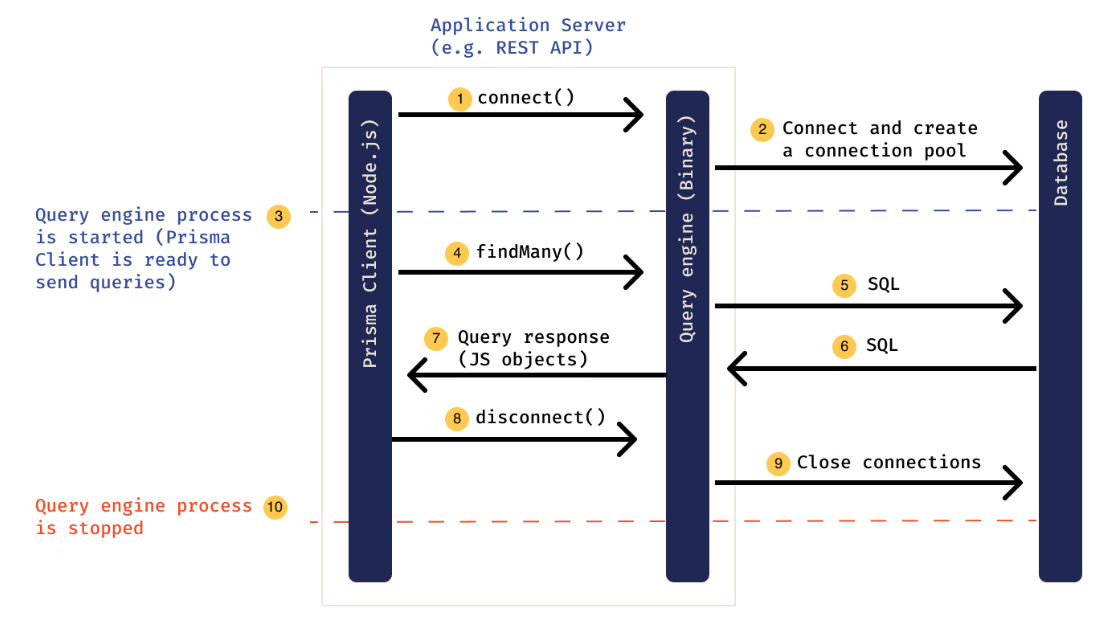 Application Server
(e.g. REST API)
Prisma Client (Node.js)
Query engine (Binary)
Database
1 connect()
2 Connect and create
a connection pool
Query engine process 3
is started (Prisma
Client is ready to
send queries)
4 findMany()
5 SQL
6 SQL
7 Query response
(JS objects)
8 disconnect()
9 Close connections
Query engine process 10
is stopped